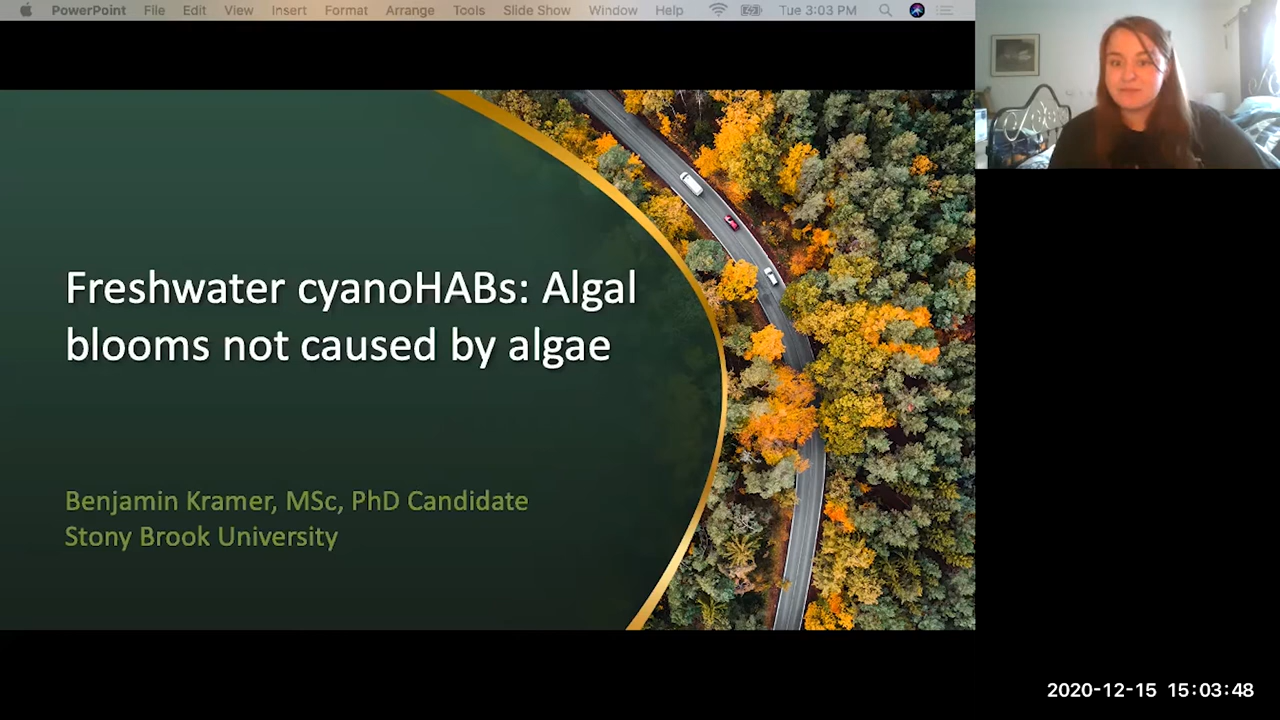 PowerPoint File Edit View Insert Format Arrange Tools Slide Show Window Help Tue 3:03 PM
Freshwater cyanoHABs: Algal
blooms not caused by algae
Benjamin Kramer, MSc, PhD Candidate
Stony Brook University
2020-12-15 15:03:48